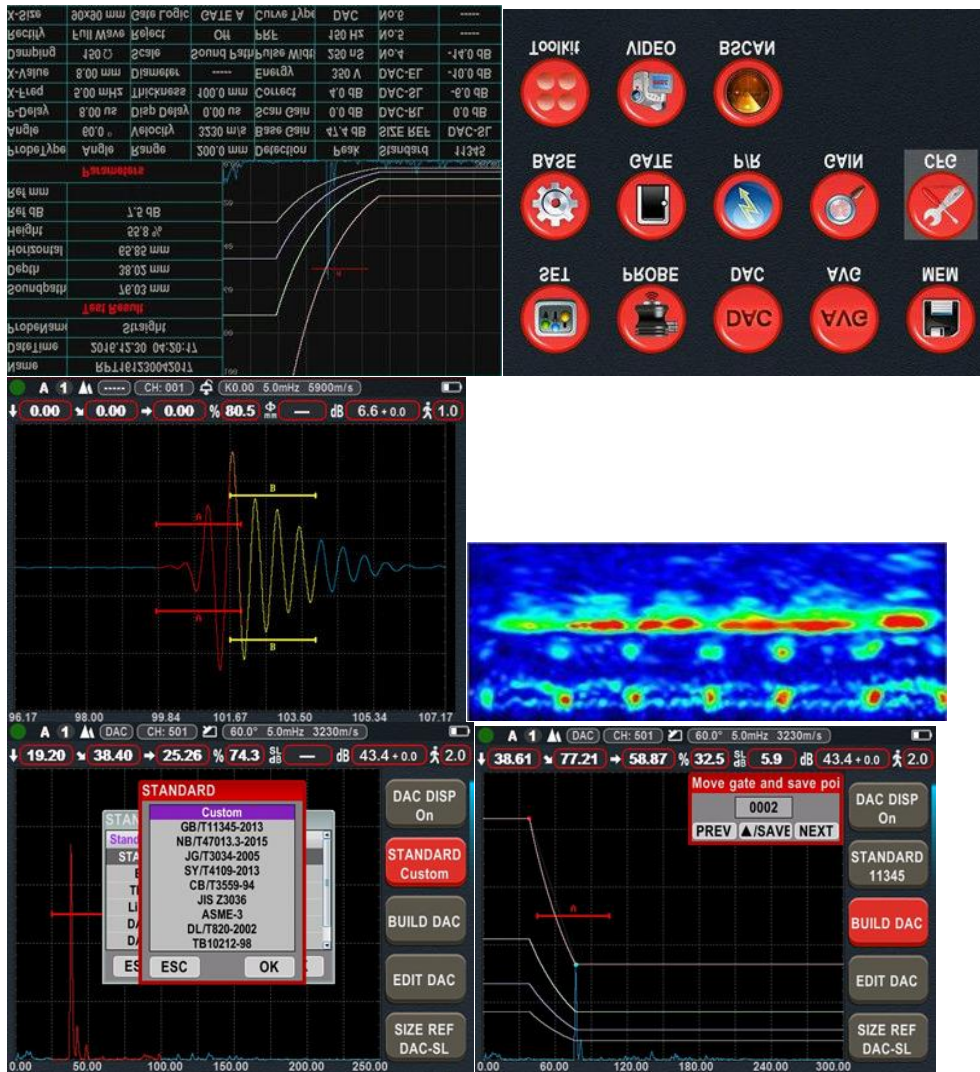 X-Size 90x90 mm Gate Logic GATE A Curve Type DAC No.6 -----
Rectify Full Wave Reject Off PRF 150 Hz No.5 -----
Damping 150Ω Scale Sound Path Pulse Widt 250 nS No.4 -14.0 dB
X-Value 8.00 mm Diameter ----- Energy 350 V DAC-EL -10.0 dB
X-Freq 5.00 mHz Thickness 100.0 mm Correct 4.0 dB DAC-SL -6.0 dB
P-Delay 8.00 us Disp Delay 0.00 us Scan Gain 0.0 dB DAC-RL 0.0 dB
Angle 60.0 ° Velocity 3230 m/s Base Gain 47.4 dB SIZE REF DAC-SL
ProbeType Angle Range 200.0 mm Detection Peak Standard 11345
Parameters
Ref mm
Ref dB 7.5 dB
Height 55.8 %
Horizontal 65.85 mm
Depth 38.02 mm
Soundpath 76.03 mm
Test Result
ProbeName Straight
DateTime 2016.12.30 04:20:17
Name RPT161230042017
20
40
60
80
100
Toolkit VIDEO BSCAN
BASE GATE P/R GAIN CFG
SET PROBE DAC AVG MEM
DAC AVG
A 1 ----- CH: 001 K0.00 5.0mHz 5900m/s
0.00 0.00 0.00 % 80.5 Φ mm — dB 6.6 + 0.0 1.0
B
A
A
B
96.17 98.00 99.84 101.67 103.50 105.34 107.17
A 1 DAC CH: 501 60.0° 5.0mHz 3230m/s
19.20 38.40 25.26 % 74.3 SL dB — dB 43.4 + 0.0 2.0
STANDARD
Custom
GB/T11345-2013
NB/T47013.3-2015
JG/T3034-2005
SY/T4109-2013
CB/T3559-94
JIS Z3036
ASME-3
DL/T820-2002
TB10212-98
ESC OK
DAC DISP
On
STANDARD
Custom
BUILD DAC
EDIT DAC
SIZE REF
DAC-SL
0.00 50.00 100.00 150.00 200.00 250.00
A 1 DAC CH: 501 60.0° 5.0mHz 3230m/s
38.61 77.21 58.87 % 32.5 SL dB 5.9 dB 43.4 + 0.0 2.0
Move gate and save poi
0002
PREV ▲/SAVE NEXT
A
DAC DISP
On
STANDARD
11345
BUILD DAC
EDIT DAC
SIZE REF
DAC-SL
0.00 60.00 120.00 180.00 240.00 300.00